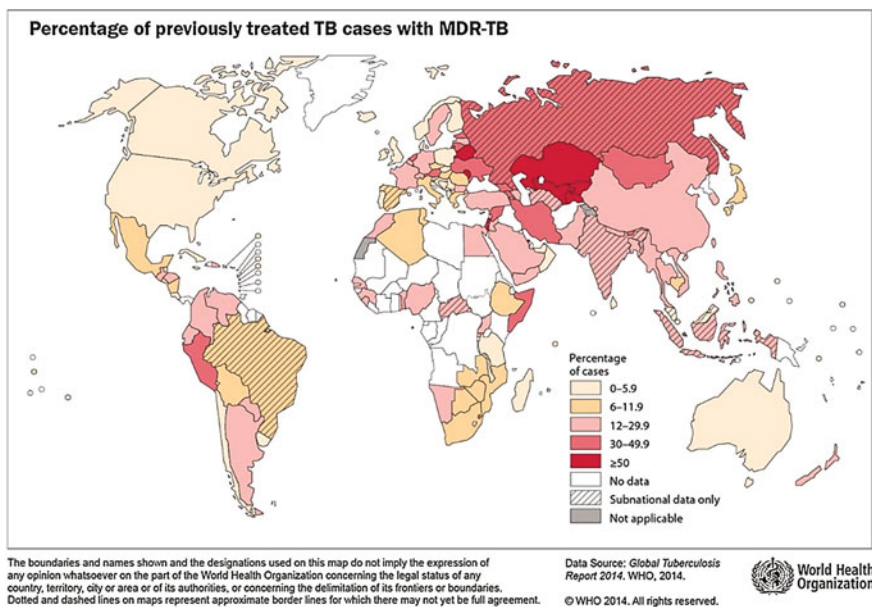 Percentage of previously treated TB cases with MDR-TB
Percentage
of cases
0–5.9
6–11.9
12–29.9
30–49.9
≥50
No data
Subnational data only
Not applicable
The boundaries and names shown and the designations used on this map do not imply the expression of
any opinion whatsoever on the part of the World Health Organization concerning the legal status of any
country, territory, city or area or of its authorities, or concerning the delimitation of its frontiers or boundaries.
Dotted and dashed lines on maps represent approximate border lines for which there may not yet be full agreement.
Data Source: Global Tuberculosis
Report 2014. WHO, 2014.
© WHO 2014. All rights reserved.
World Health
Organization